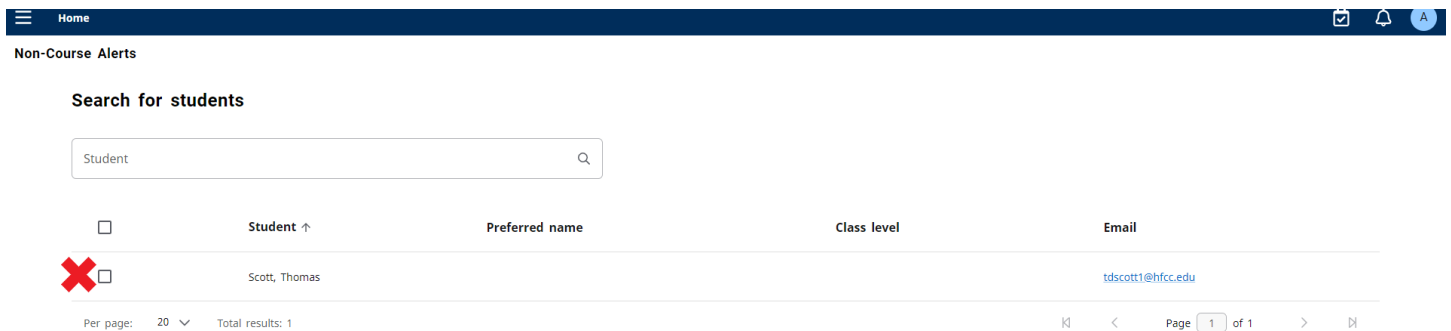 Home A
Non-Course Alerts
Search for students
Student
Student Preferred name Class level Email
Scott, Thomas tdscott1@hfcc.edu
Per page: 20 Total results: 1 Page 1 of 1